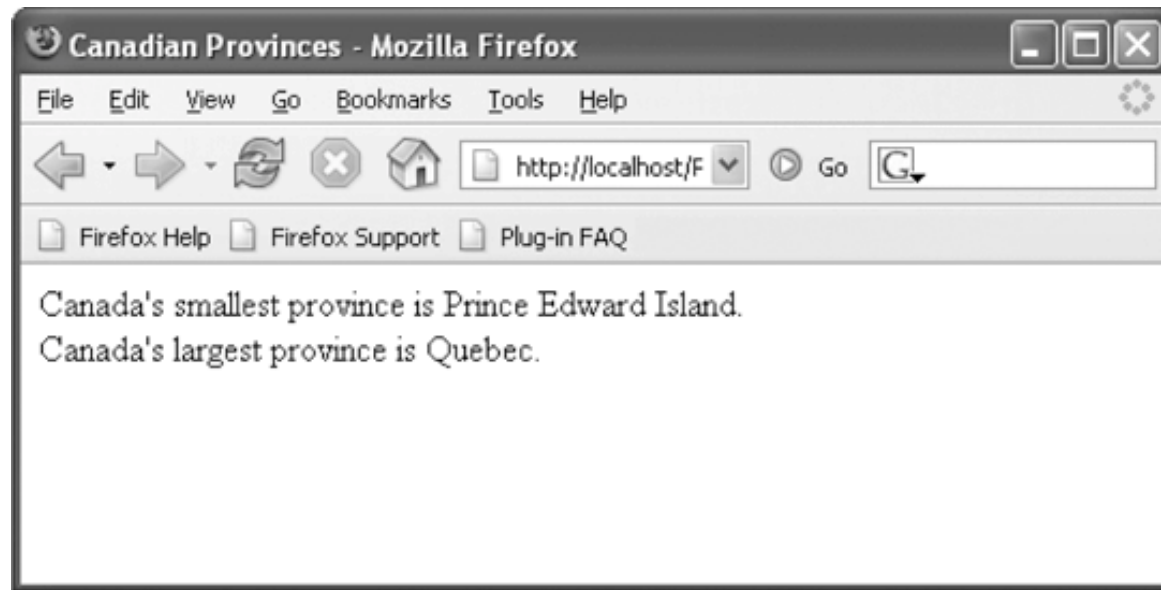 Canadian Provinces - Mozilla Firefox
File Edit View Go Bookmarks Tools Help
http://localhost/F Go G
Firefox Help Firefox Support Plug-in FAQ
Canada's smallest province is Prince Edward Island.
Canada's largest province is Quebec.